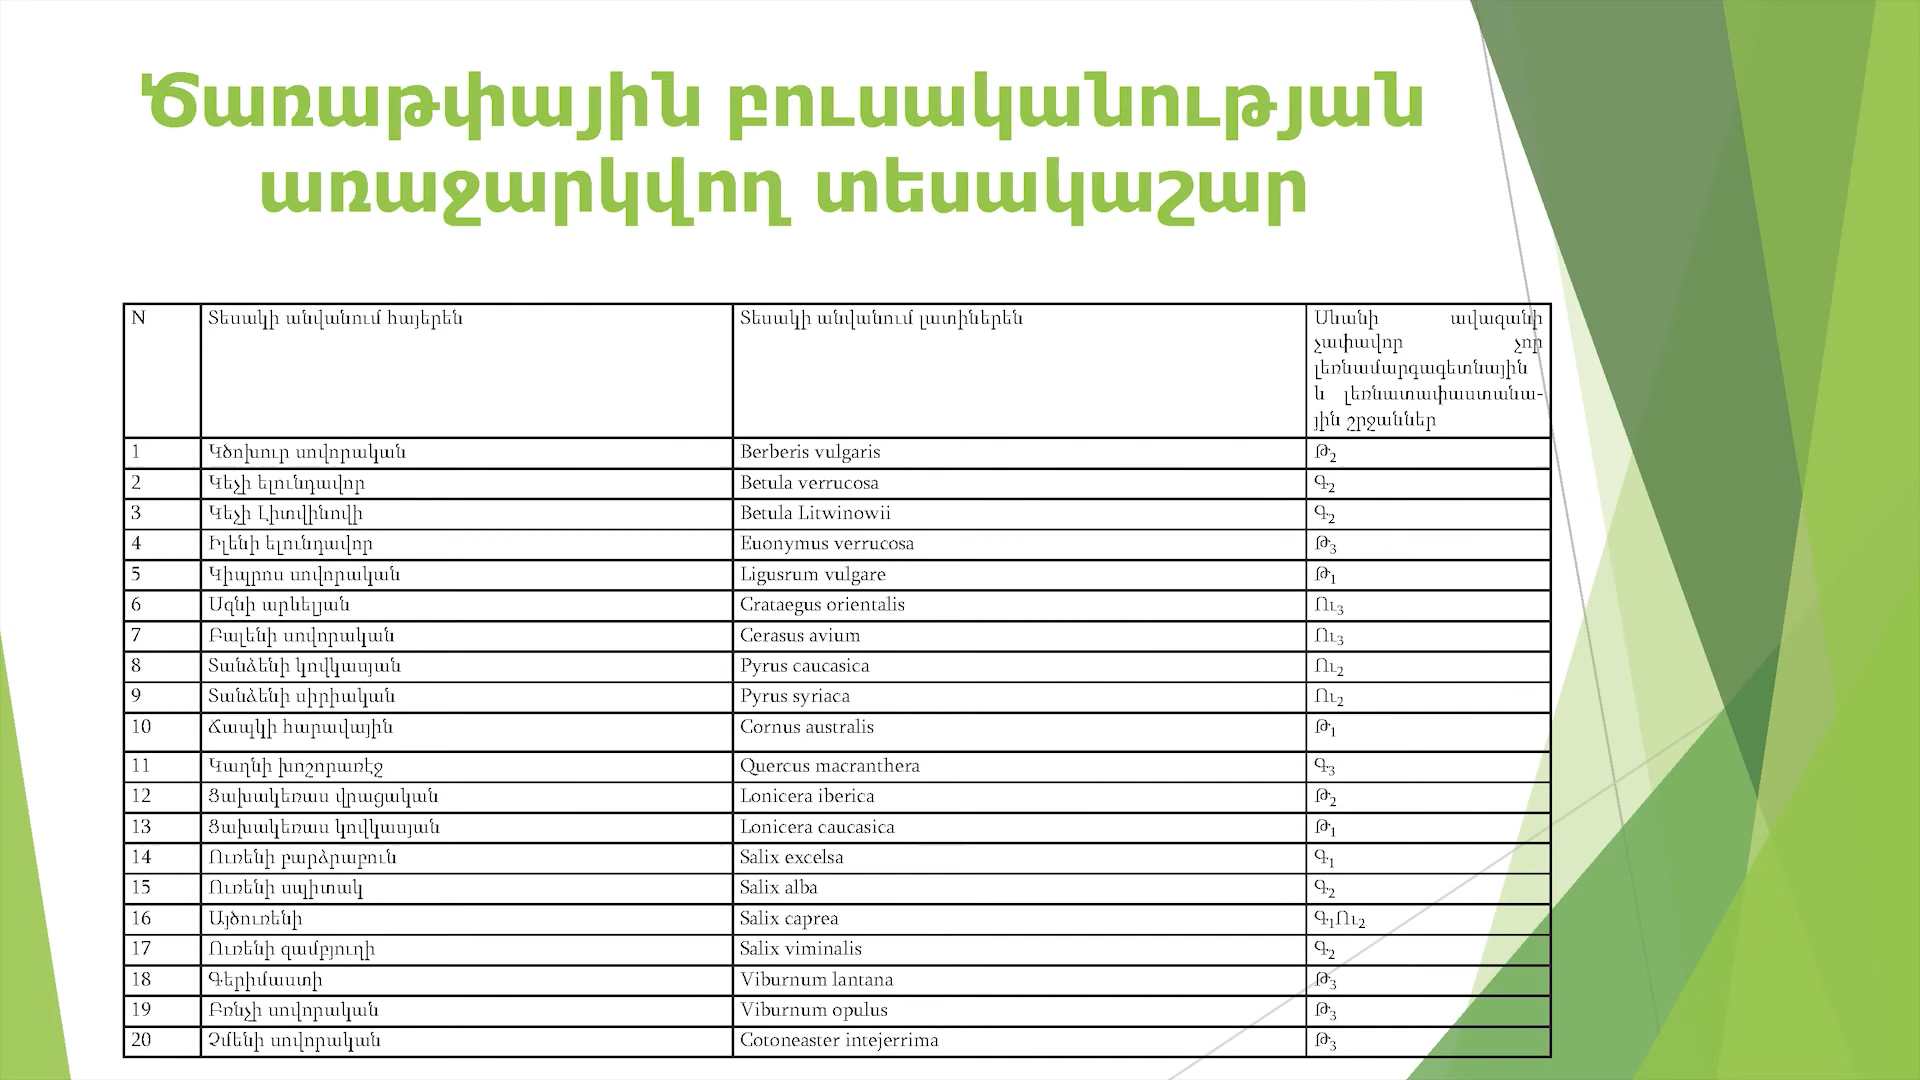 Ծառաթփային բուսականության
առաջարկվող տեսակաշար
N Տեսակի անվանում հայերեն Տեսակի անվանում լատիներեն Սևանի ավազանի
չափավոր չոր
լեռնամարգագետնային
և լեռնատափաստանա-
յին շրջաններ
1 Կծոխուր սովորական Berberis vulgaris Թ₂
2 Կեչի ելունդավոր Betula verrucosa Գ₂
3 Կեչի Լիտվինովի Betula Litwinowii Գ₂
4 Իլենի ելունդավոր Euonymus verrucosa Թ₃
5 Կիպրոս սովորական Ligusrum vulgare Թ₁
6 Սզնի արևելյան Crataegus orientalis Ու₃
7 Բալենի սովորական Cerasus avium Ու₃
8 Տանձենի կովկասյան Pyrus caucasica Ու₂
9 Տանձենի սիրիական Pyrus syriaca Ու₂
10 Ճապկի հարավային Cornus australis Թ₁
11 Կաղնի խոշորառէջ Quercus macranthera Գ₃
12 Ցախակեռաս վրացական Lonicera iberica Թ₂
13 Ցախակեռաս կովկասյան Lonicera caucasica Թ₁
14 Ուռենի բարձրաբուն Salix excelsa Գ₁
15 Ուռենի սպիտակ Salix alba Գ₂
16 Այծուռենի Salix caprea Գ₁Ու₂
17 Ուռենի զամբյուղի Salix viminalis Գ₂
18 Գերիմաստի Viburnum lantana Թ₃
19 Բռնչի սովորական Viburnum opulus Թ₃
20 Չմենի սովորական Cotoneaster intejerrima Թ₃